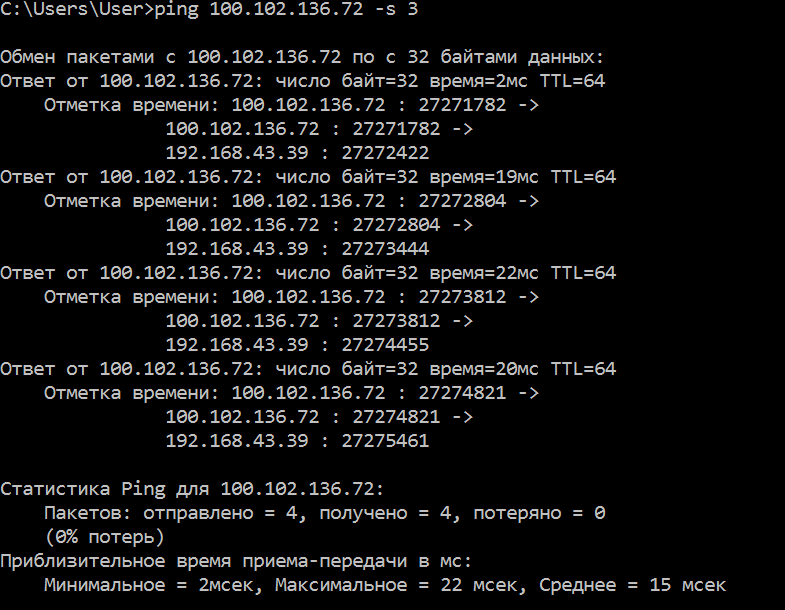 C:\Users\User>ping 100.102.136.72 -s 3
Обмен пакетами с 100.102.136.72 по с 32 байтами данных:
Ответ от 100.102.136.72: число байт=32 время=2мс TTL=64
Отметка времени: 100.102.136.72 : 27271782 ->
100.102.136.72 : 27271782 ->
192.168.43.39 : 27272422
Ответ от 100.102.136.72: число байт=32 время=19мс TTL=64
Отметка времени: 100.102.136.72 : 27272804 ->
100.102.136.72 : 27272804 ->
192.168.43.39 : 27273444
Ответ от 100.102.136.72: число байт=32 время=22мс TTL=64
Отметка времени: 100.102.136.72 : 27273812 ->
100.102.136.72 : 27273812 ->
192.168.43.39 : 27274455
Ответ от 100.102.136.72: число байт=32 время=20мс TTL=64
Отметка времени: 100.102.136.72 : 27274821 ->
100.102.136.72 : 27274821 ->
192.168.43.39 : 27275461
Статистика Ping для 100.102.136.72:
Пакетов: отправлено = 4, получено = 4, потеряно = 0
(0% потерь)
Приблизительное время приема-передачи в мс:
Минимальное = 2мсек, Максимальное = 22 мсек, Среднее = 15 мсек